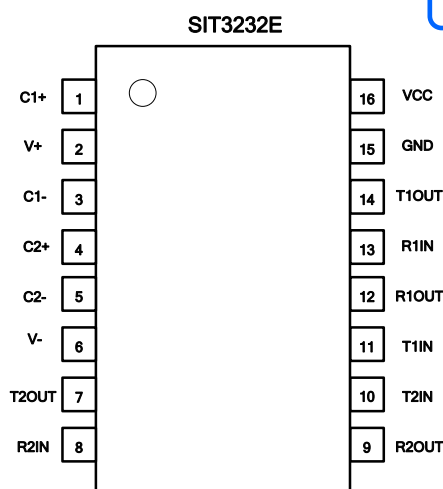 SIT3232E
C1+ 1 16 VCC
V+ 2 15 GND
C1- 3 14 T1OUT
C2+ 4 13 R1IN
C2- 5 12 R1OUT
V- 6 11 T1IN
T2OUT 7 10 T2IN
R2IN 8 9 R2OUT